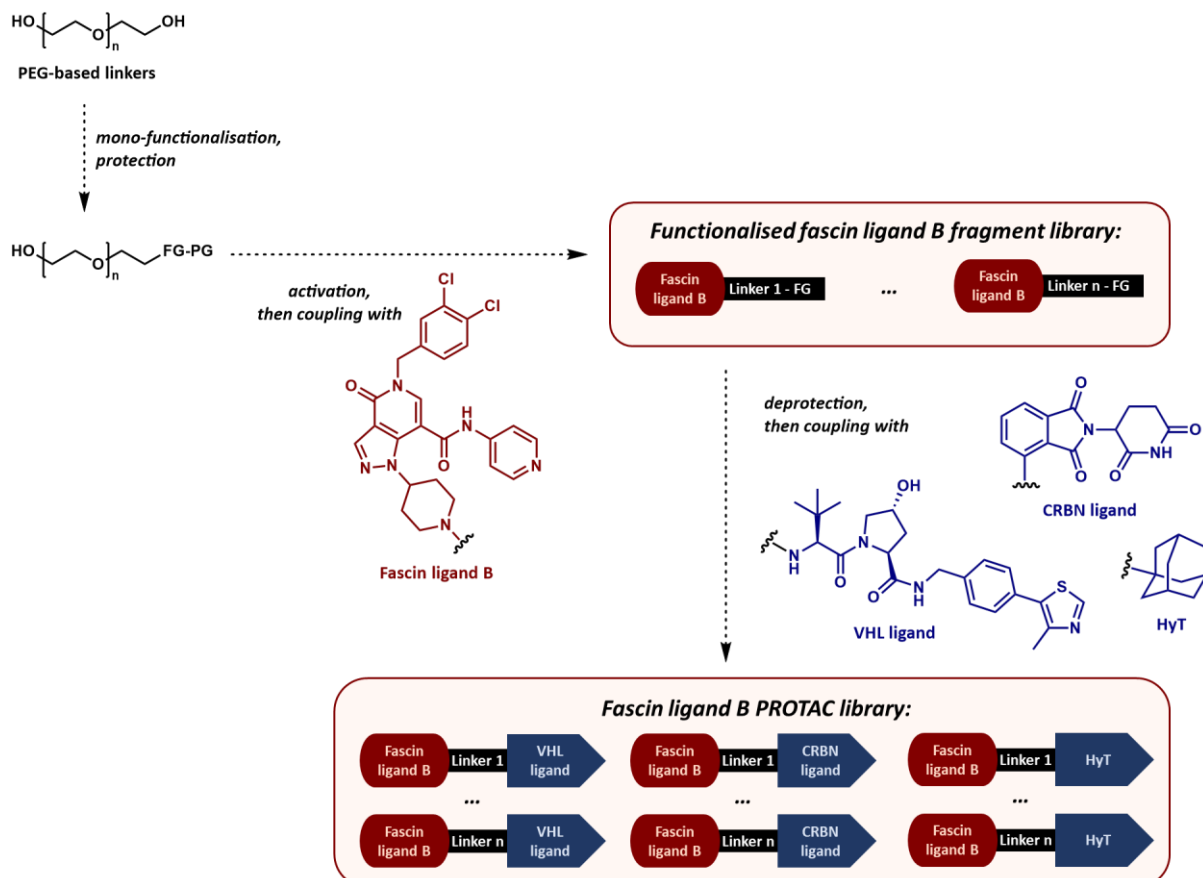 HO
O
n
OH
PEG-based linkers
mono-functionalisation,
protection
HO
O
n
FG-PG
activation,
then coupling with
Cl
Cl
O
N
H
N
O
N
N
N
N
Fascin ligand B
Functionalised fascin ligand B fragment library:
Fascin
ligand B
Linker 1 - FG
...
Fascin
ligand B
Linker n - FG
deprotection,
then coupling with
O
N
O
O
NH
O
CRBN ligand
OH
N
H
O
N
O
N
H
S
N
VHL ligand
HyT
Fascin ligand B PROTAC library:
Fascin
ligand B
Linker 1
VHL
ligand
Fascin
ligand B
Linker 1
CRBN
ligand
Fascin
ligand B
Linker 1
HyT
...
...
...
Fascin
ligand B
Linker n
VHL
ligand
Fascin
ligand B
Linker n
CRBN
ligand
Fascin
ligand B
Linker n
HyT